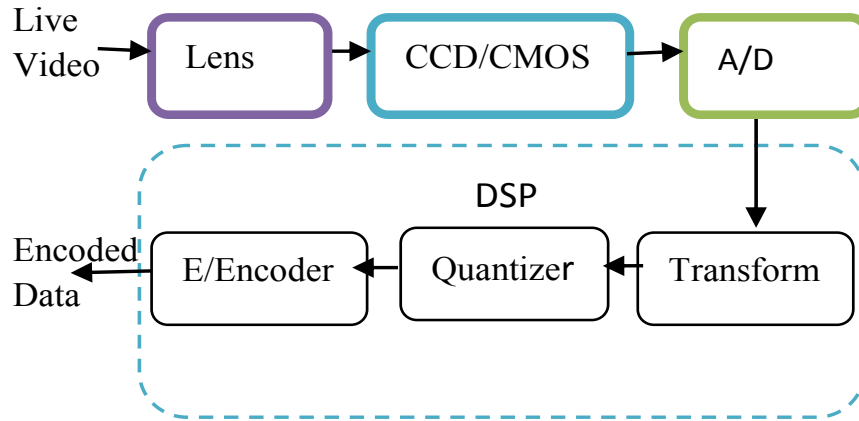 Live
Video
Lens
CCD/CMOS
A/D
DSP
Encoded
Data
E/Encoder
Quantizer
Transform